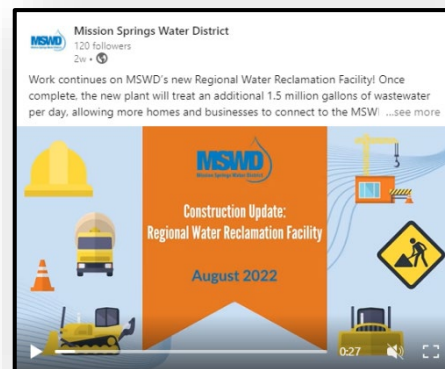 MSWD
Mission Springs Water District
120 followers
2w •
Work continues on MSWD's new Regional Water Reclamation Facility! Once
complete, the new plant will treat an additional 1.5 million gallons of wastewater
per day, allowing more homes and businesses to connect to the MSW ...see more
MSWD
Mission Springs Water District
Construction Update:
Regional Water Reclamation Facility
August 2022
0:27